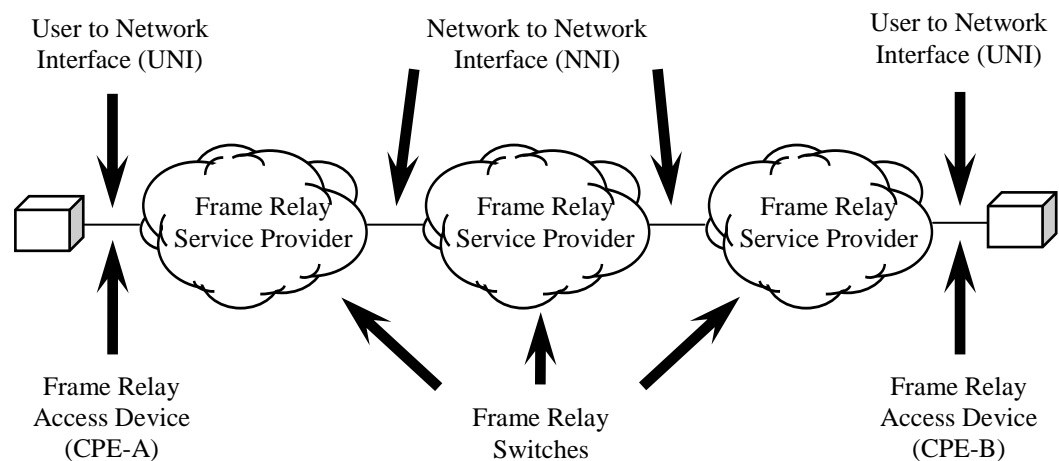 User to Network
Interface (UNI)
Network to Network
Interface (NNI)
User to Network
Interface (UNI)
Frame Relay
Service Provider
Frame Relay
Service Provider
Frame Relay
Service Provider
Frame Relay
Access Device
(CPE-A)
Frame Relay
Switches
Frame Relay
Access Device
(CPE-B)